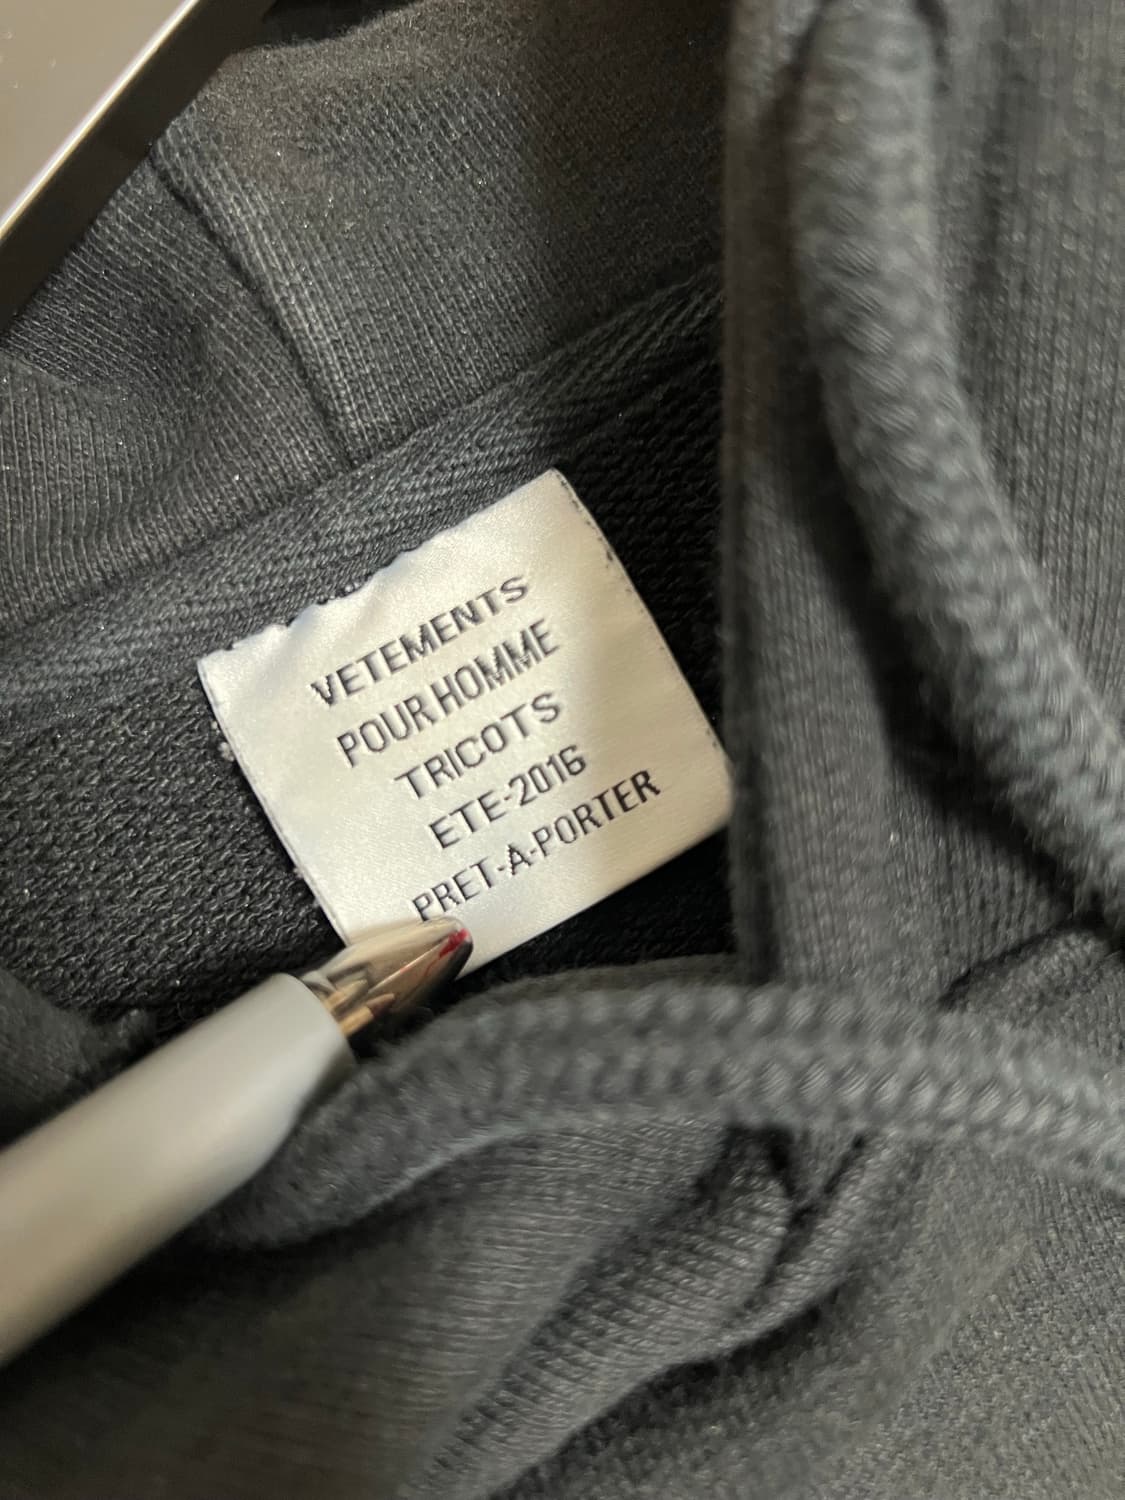 VETEMENTS
POUR HOMME
TRICOTS
ETE-2016
PRET-A-PORTER